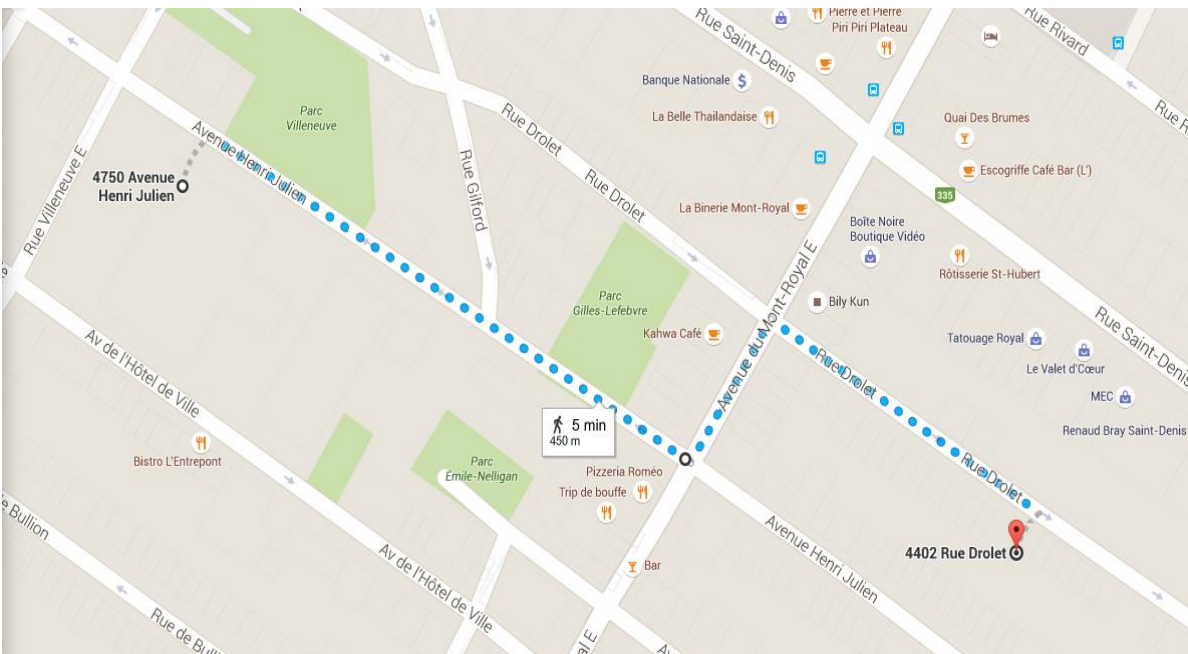 Pierre et Pierre
Piri Piri Plateau
Rue Rivard
Rue Saint-Denis
Banque Nationale
$
La Belle Thailandaise
Quai Des Brumes
Parc
Villeneuve
Rue Drolet
Avenue Henri Julien
Rue Gilford
Rue Drolet
Escogriffe Café Bar (L')
4750 Avenue
Henri Julien
Rue Villeneuve E
335
La Binerie Mont-Royal
Boîte Noire
Boutique Vidéo
Avenue du Mont-Royal E
Rôtisserie St-Hubert
Parc
Gilles-Lefebvre
Bily Kun
Kahwa Café
Rue Saint-Denis
Tatouage Royal
Le Valet d'Cœur
Rue Drolet
Av de l'Hôtel de Ville
MEC
5 min
450 m
Renaud Bray Saint-Denis
Bistro L'Entrepont
Parc
Émile-Nelligan
Pizzeria Roméo
Trip de bouffe
Rue Drolet
Avenue Henri Julien
4402 Rue Drolet
Bar
Av de l'Hôtel de Ville
de Bullion
Rue de Bull